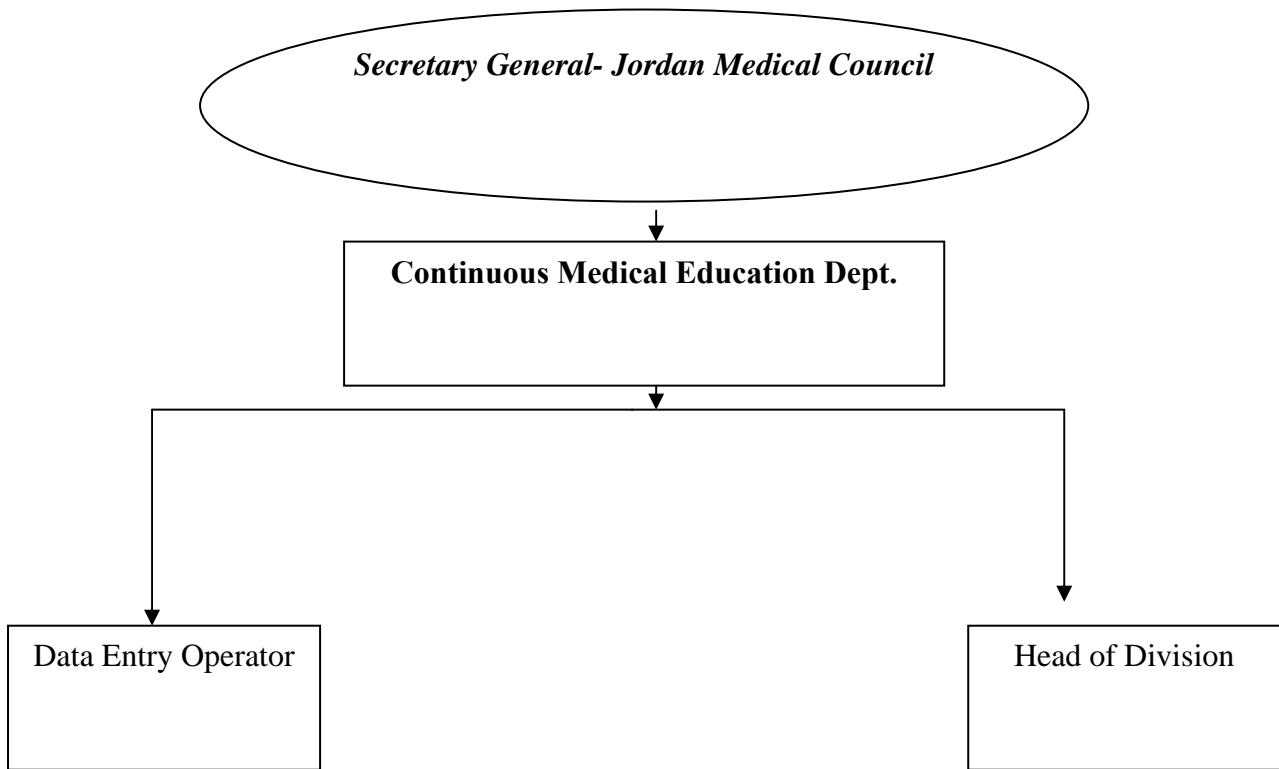 Secretary General- Jordan Medical Council
Continuous Medical Education Dept.
Data Entry Operator
Head of Division